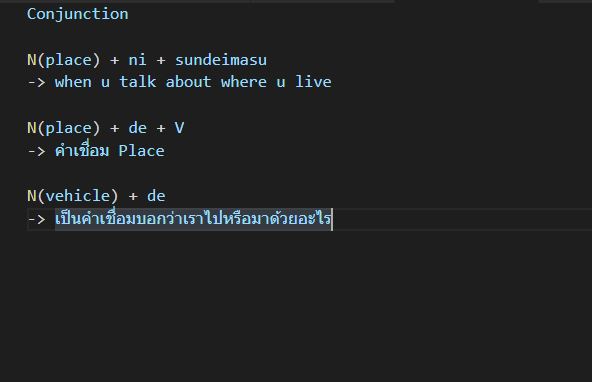 Conjunction
N(place) + ni + sundeimasu
-> when u talk about where u live
N(place) + de + V
-> คำเชื่อม Place
N(vehicle) + de
-> เป็นคำเชื่อมบอกว่าเราไปหรือมาด้วยอะไร